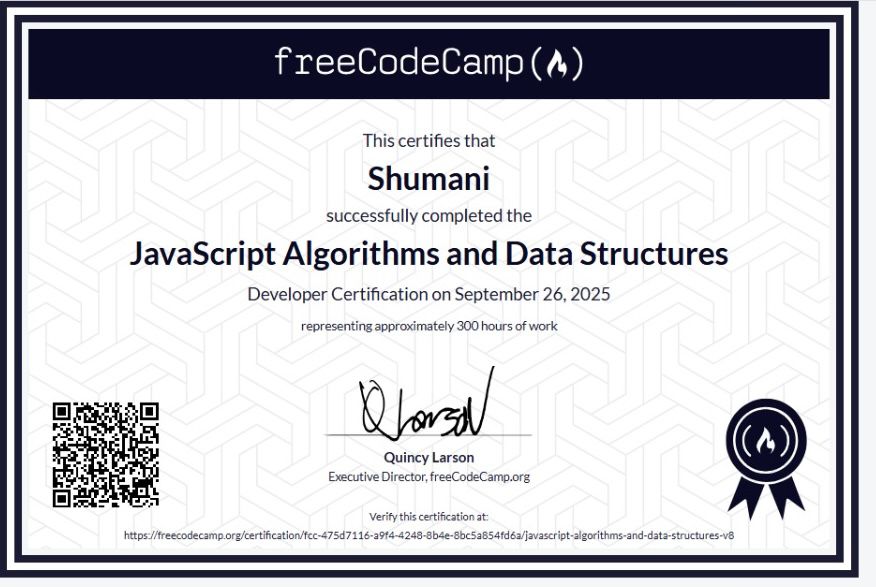 freeCodeCamp(🔥)
This certifies that
Shumani
successfully completed the
JavaScript Algorithms and Data Structures
Developer Certification on September 26, 2025
representing approximately 300 hours of work
Q Larson
Quincy Larson
Executive Director, freeCodeCamp.org
Verify this certification at:
https://freecodecamp.org/certification/fcc-475d7116-a9f4-4248-8b4e-8bc5a854fd6a/javascript-algorithms-and-data-structures-v8